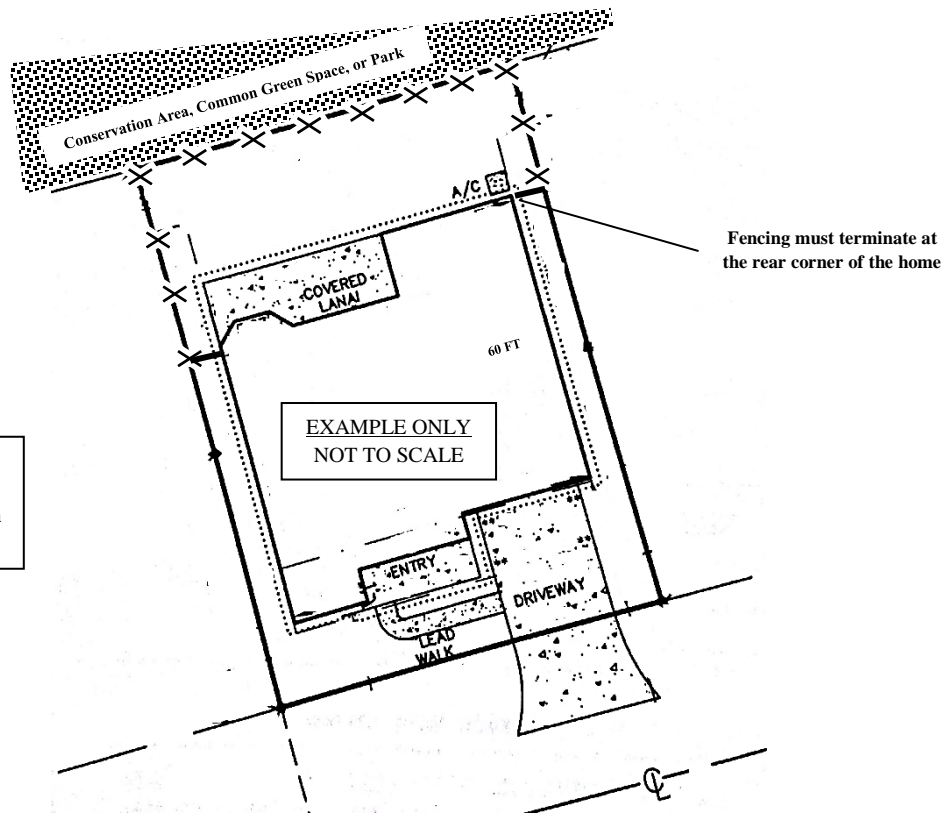 Conservation Area, Common Green Space, or Park
A/C
Fencing must terminate at
the rear corner of the home
COVERED
LANAI
60 FT
EXAMPLE ONLY
NOT TO SCALE
ENTRY
DRIVEWAY
LEAD
WALK
CL